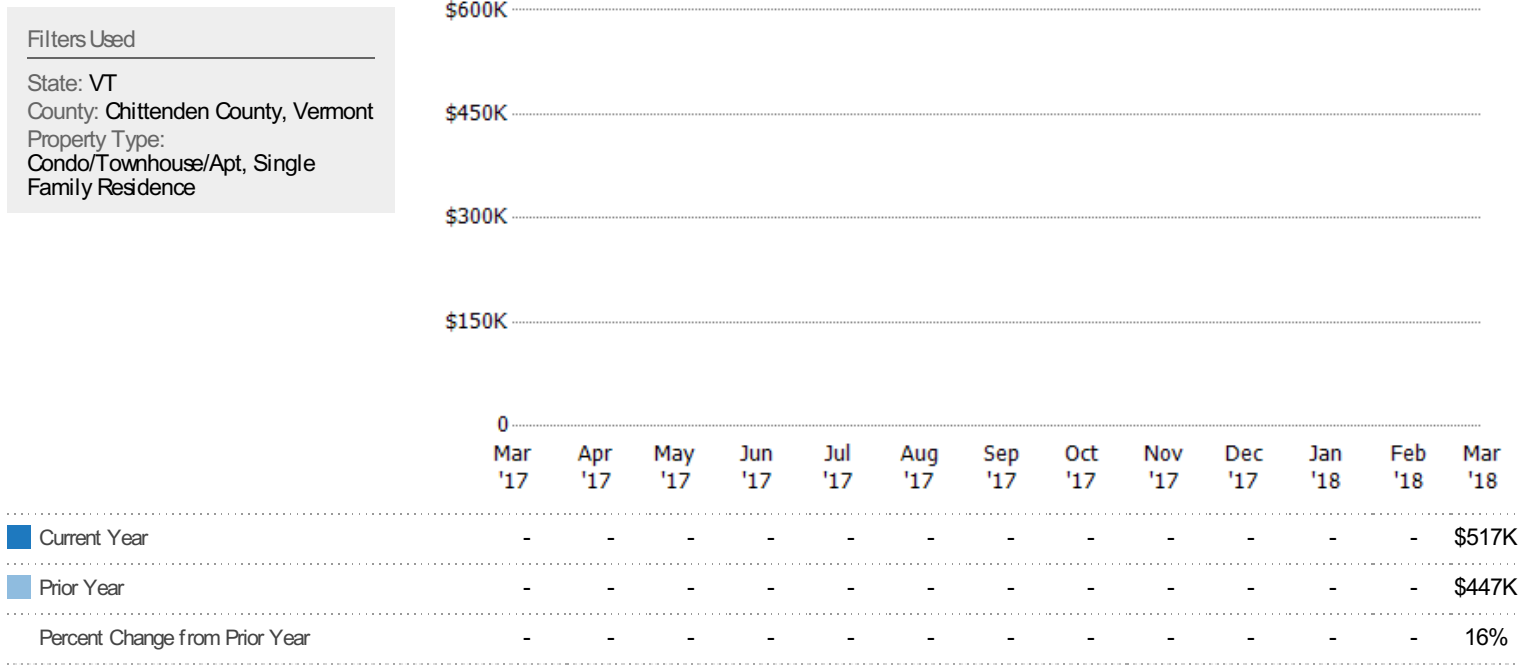 Filters Used
State: VT
County: Chittenden County, Vermont
Property Type:
Condo/Townhouse/Apt, Single
Family Residence
$600K
$450K
$300K
$150K
0
Mar Apr May Jun Jul Aug Sep Oct Nov Dec Jan Feb Mar
'17 '17 '17 '17 '17 '17 '17 '17 '17 '17 '18 '18 '18
Current Year - - - - - - - - - - - - $517K
Prior Year - - - - - - - - - - - - $447K
Percent Change from Prior Year - - - - - - - - - - - - 16%